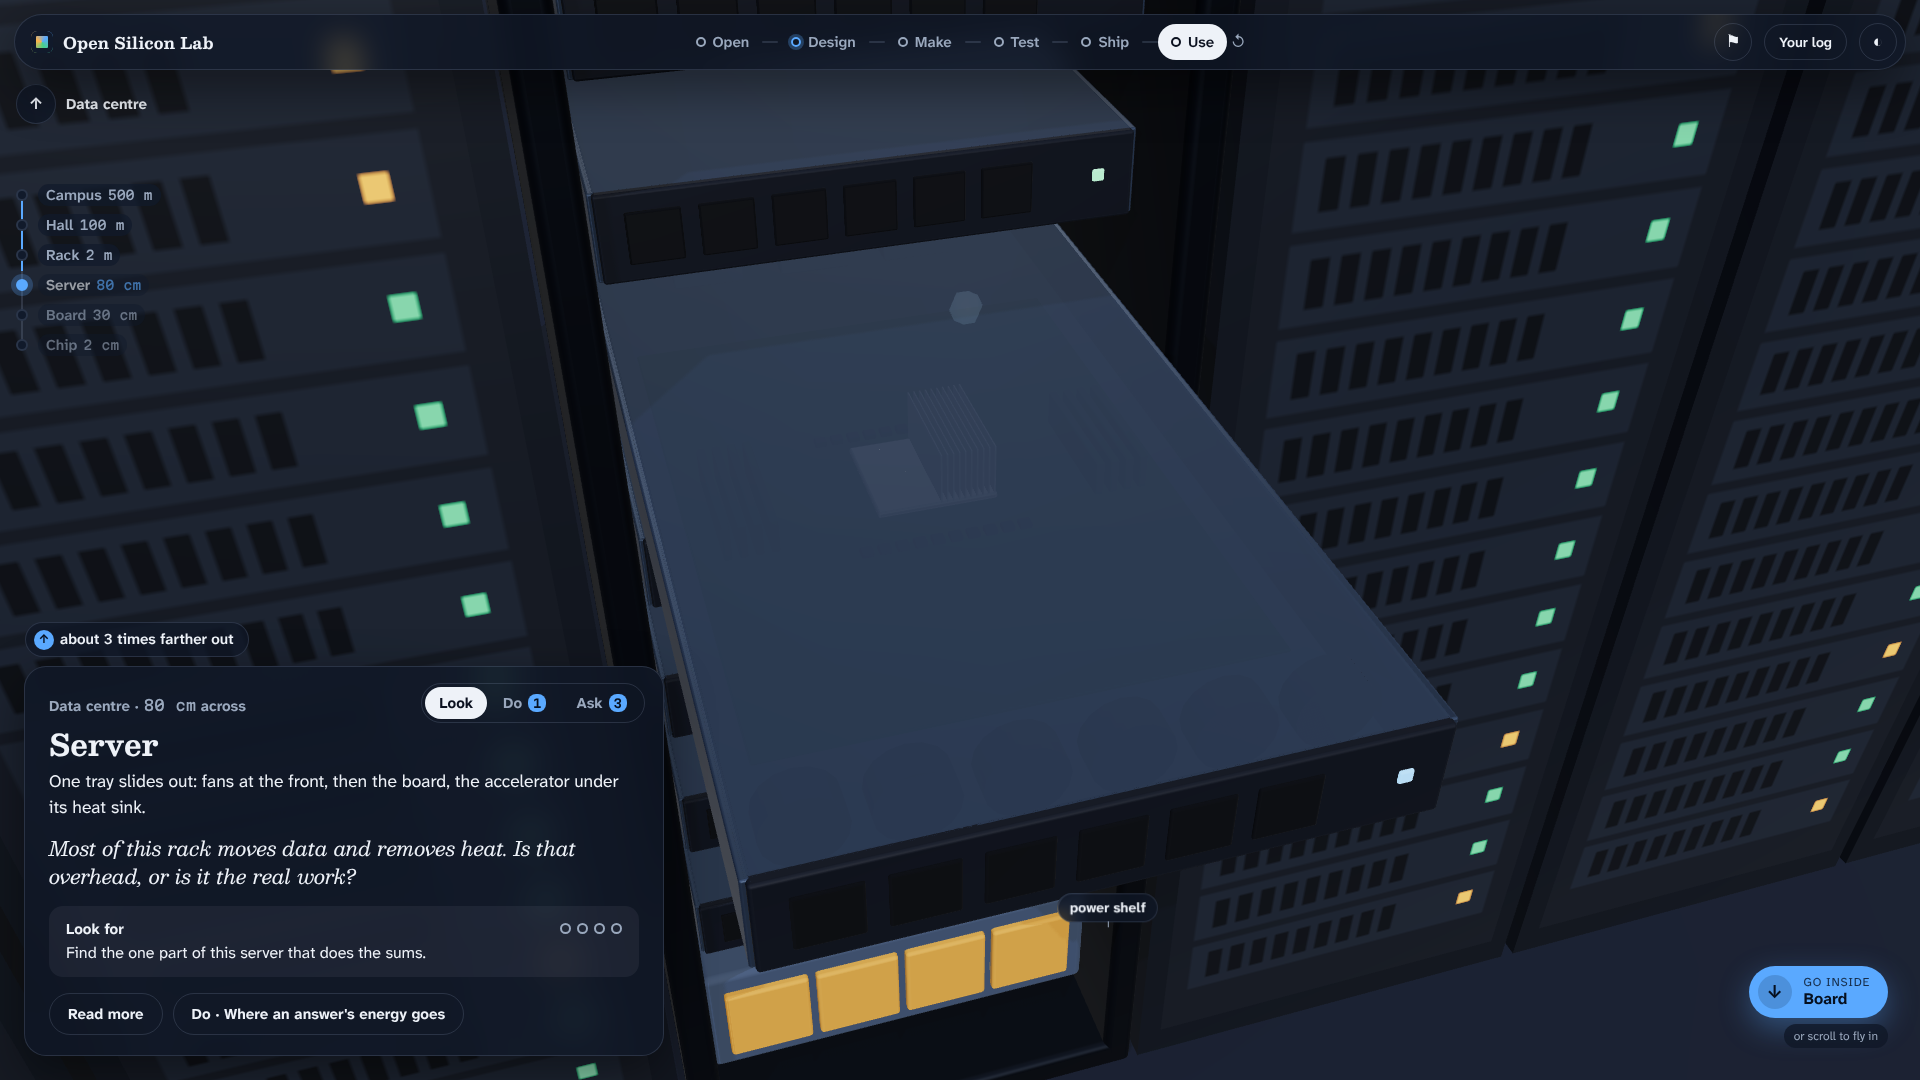 Open Silicon Lab
Open
Design
Make
Test
Ship
Use
Your log
Data centre
Campus 500 m
Hall 100 m
Rack 2 m
Server 80 cm
Board 30 cm
Chip 2 cm
about 3 times farther out
Data centre · 80 cm across
Look
Do 1
Ask 3
Server
One tray slides out: fans at the front, then the board, the accelerator under
its heat sink.
Most of this rack moves data and removes heat. Is that
overhead, or is it the real work?
Look for
Find the one part of this server that does the sums.
Read more
Do · Where an answer's energy goes
power shelf
GO INSIDE
Board
or scroll to fly in